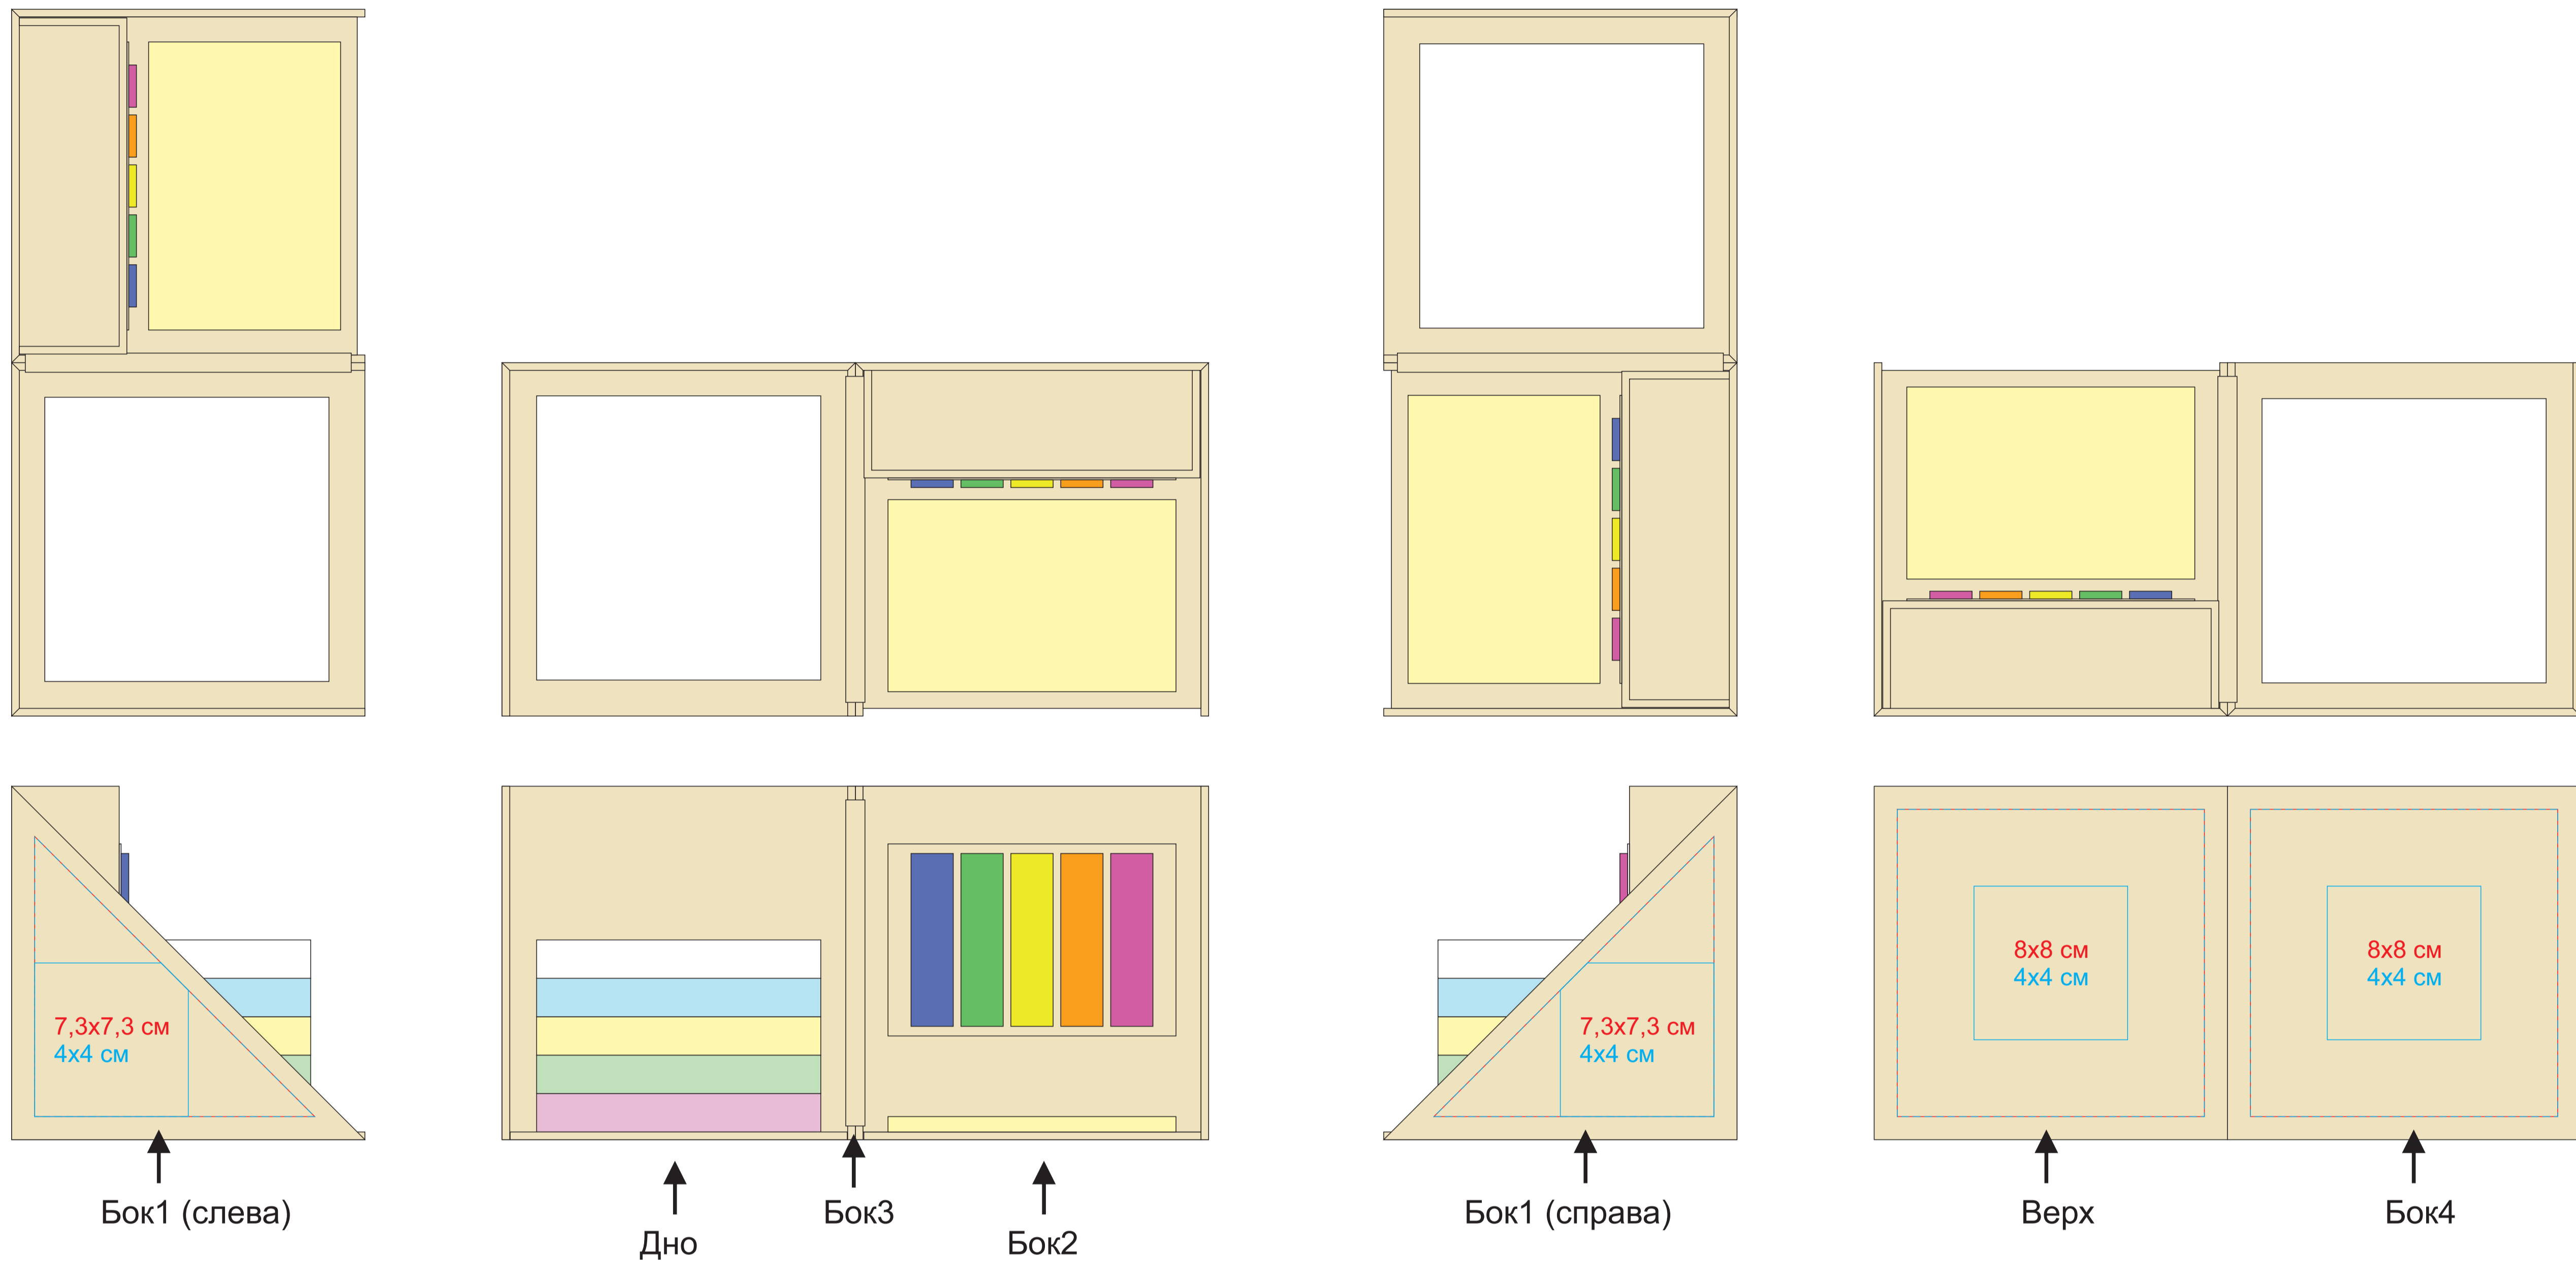 7,3x7,3 см
4x4 см
7,3x7,3 см
4x4 см
8x8 см
4x4 см
8x8 см
4x4 см
Бок1 (слева)
Дно
Бок3
Бок2
Бок1 (справа)
Верх
Бок4